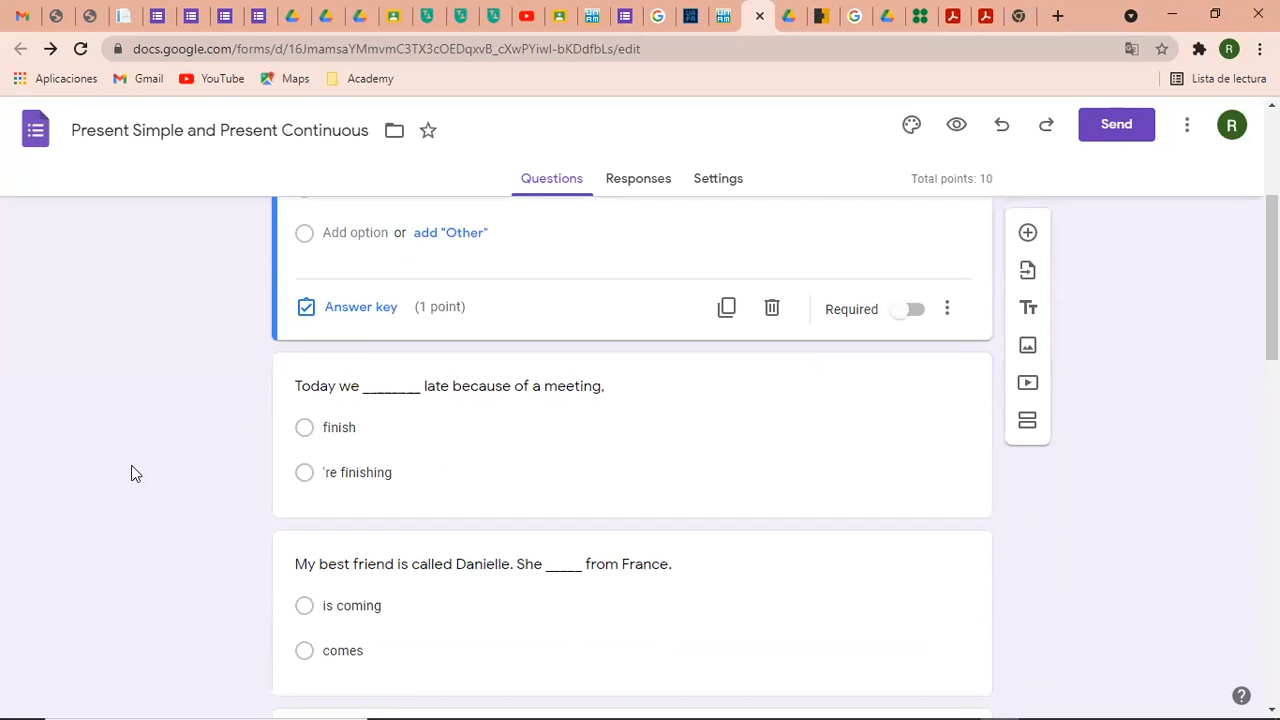 docs.google.com/forms/d/16JmamsaYMmvmC3TX3cOEDqxvB_cXwPYiwI-bKDdfbLs/edit
R
Aplicaciones
Gmail
YouTube
Maps
Academy
Lista de lectura
Present Simple and Present Continuous
Send
R
Questions
Responses
Settings
Total points: 10
Add option or add "Other"
Answer key (1 point)
Required
Today we ________ late because of a meeting,
finish
're finishing
My best friend is called Danielle. She _____ from France.
is coming
comes